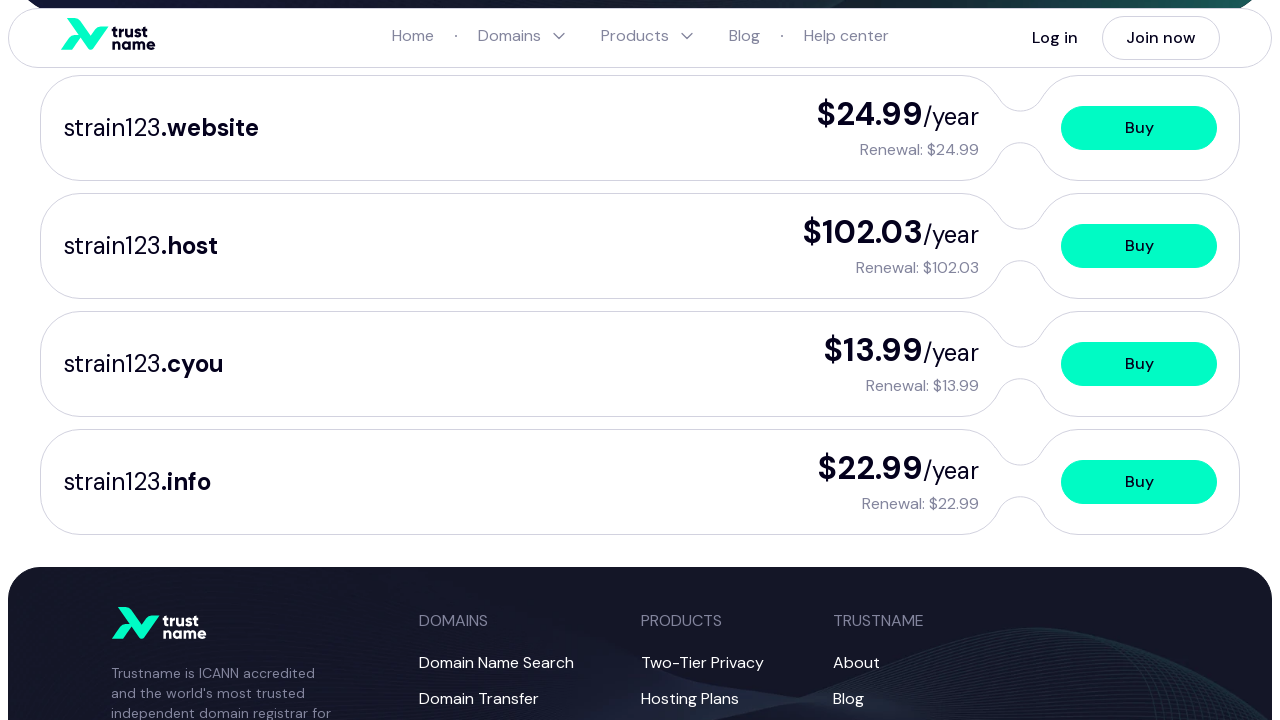 trust
name
Home · Domains Products Blog · Help center
Log in
Join now
strain123.website
$24.99/year
Renewal: $24.99
Buy
strain123.host
$102.03/year
Renewal: $102.03
Buy
strain123.cyou
$13.99/year
Renewal: $13.99
Buy
strain123.info
$22.99/year
Renewal: $22.99
Buy
trust
name
Trustname is ICANN accredited
and the world's most trusted
independent domain registrar for
DOMAINS
Domain Name Search
Domain Transfer
PRODUCTS
Two-Tier Privacy
Hosting Plans
TRUSTNAME
About
Blog